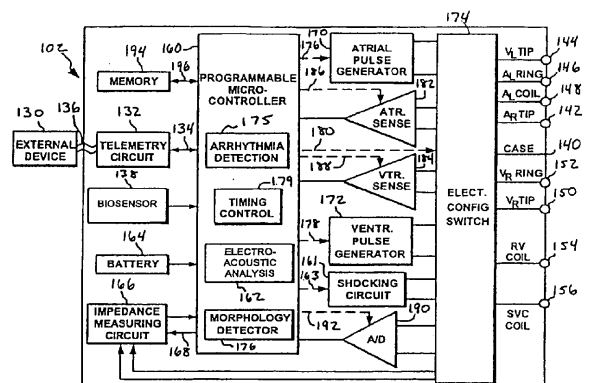 102
194
MEMORY
196
130
EXTERNAL
DEVICE
136
132
TELEMETRY
CIRCUIT
134
138
BIOSENSOR
164
BATTERY
166
IMPEDANCE
MEASURING
CIRCUIT
168
160
PROGRAMMABLE
MICRO-
CONTROLLER
175
ARRHYTHMIA
DETECTION
179
TIMING
CONTROL
ELECTRO-
ACOUSTIC
ANALYSIS
162
MORPHOLOGY
DETECTOR
176
170
176
ATRIAL
PULSE
GENERATOR
186
182
ATR.
SENSE
180
188
184
VTR.
SENSE
172
178
VENTR.
PULSE
GENERATOR
161
163
SHOCKING
CIRCUIT
190
192
A/D
174
ELECT.
CONFIG
SWITCH
VL TIP
144
AL RING
146
AL COIL
148
AR TIP
142
CASE
140
VR RING
152
VR TIP
150
RV
COIL
154
156
SVC
COIL